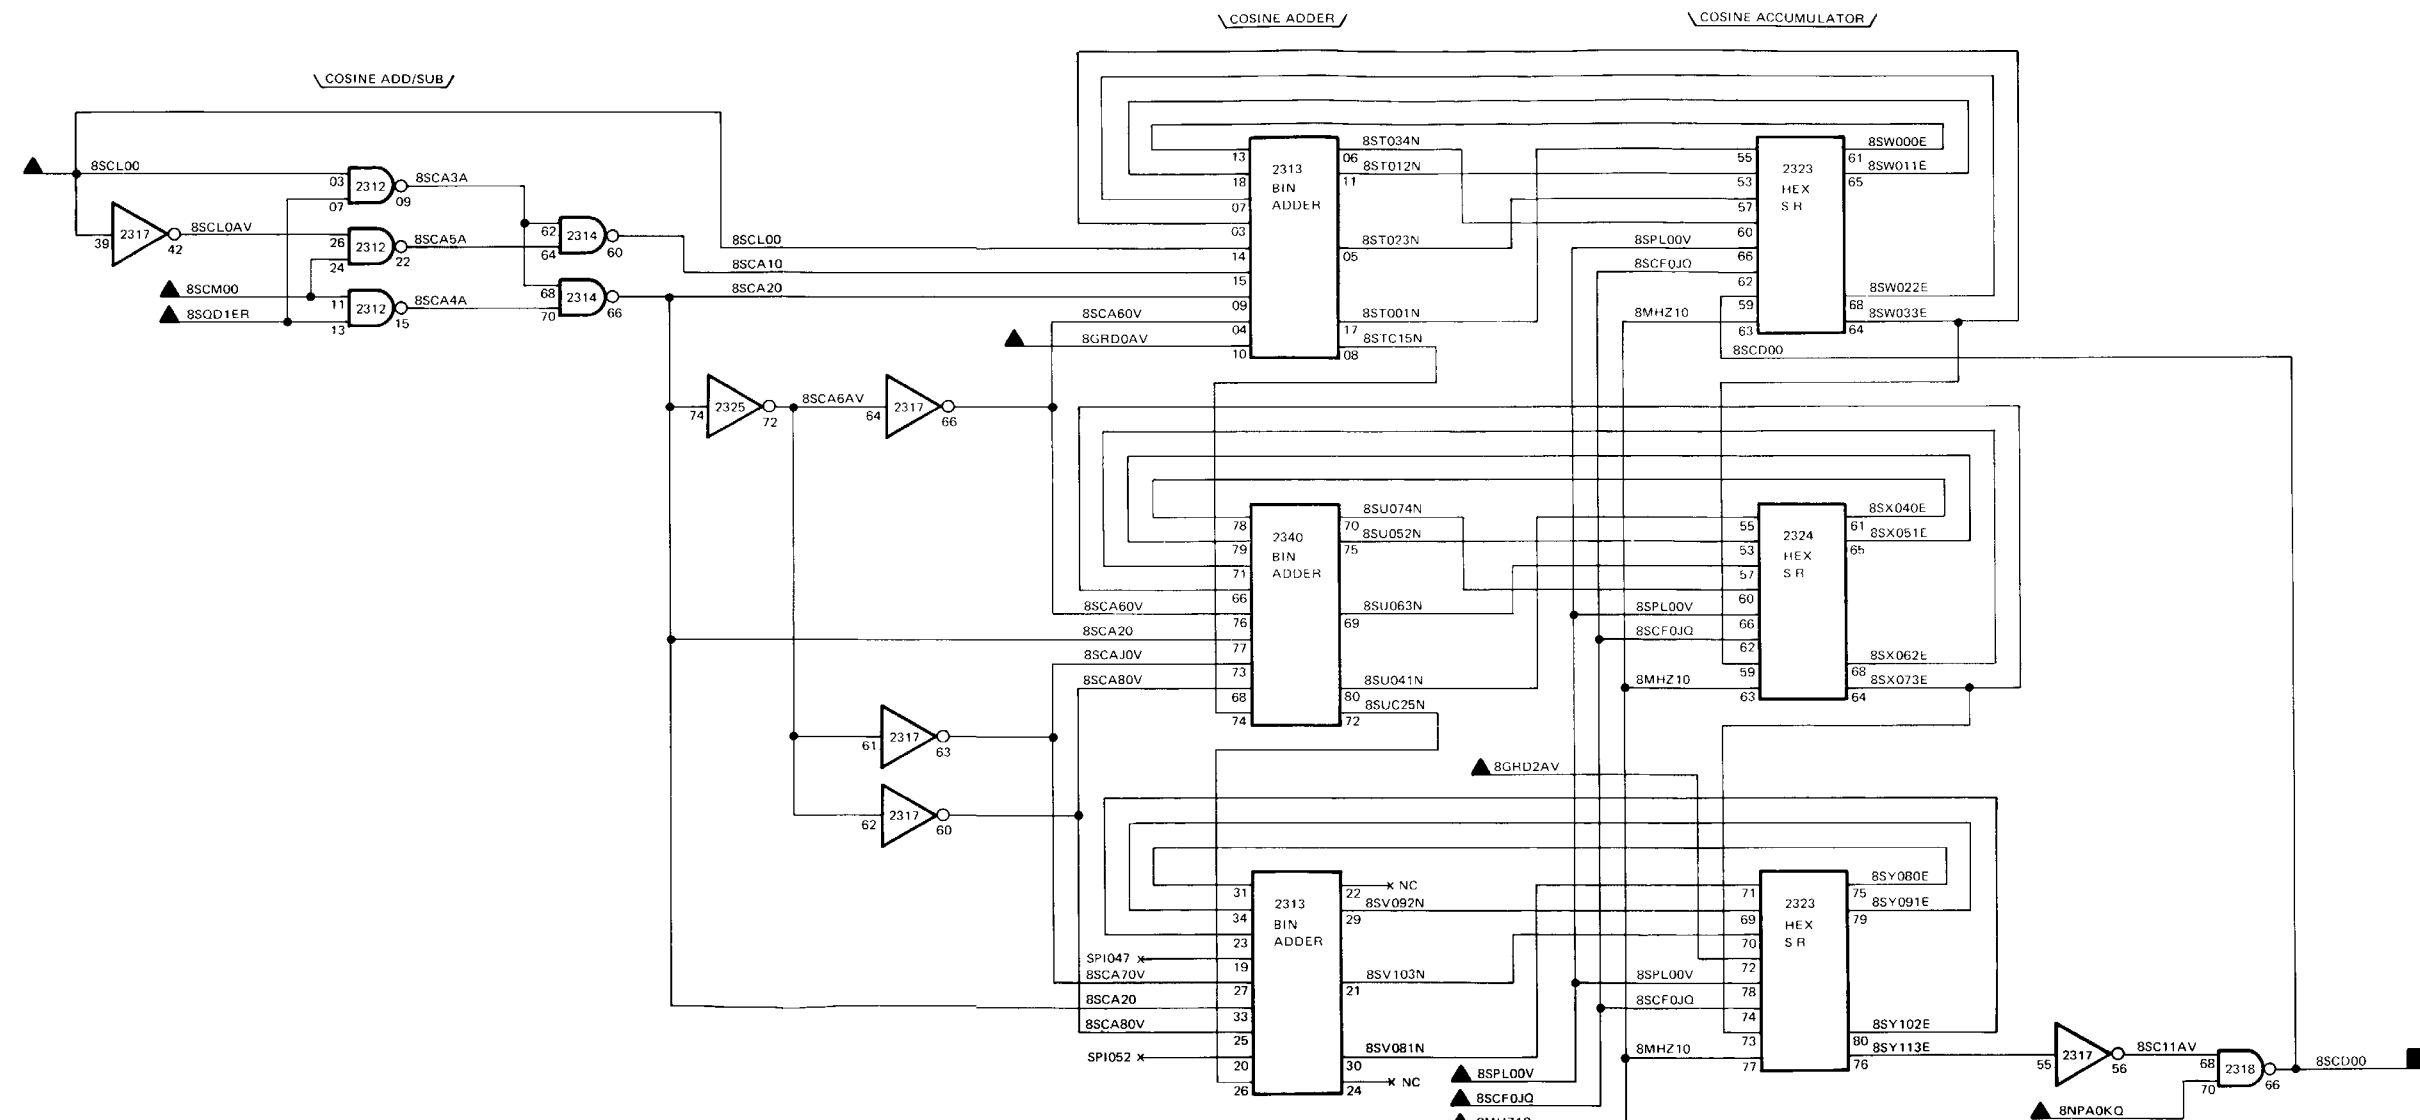 COSINE ADDER
COSINE ACCUMULATOR
COSINE ADD/SUB
8SCL00
03
07
2312
09
8SCA3A
39
2317
42
8SCL0AV
26
24
2312
22
8SCA5A
8SCM00
8SQD1ER
11
13
2312
15
8SCA4A
62
64
2314
60
68
70
2314
66
8SCL00
8SCA10
8SCA20
8SCA60V
8GRD0AV
13
18
07
03
14
15
09
04
10
2313
BIN
ADDER
06
11
05
17
08
8ST034N
8ST012N
8ST023N
8ST001N
8STC15N
8SPL00V
8SCF0JQ
8MHZ10
55
53
57
60
66
62
59
63
2323
HEX
SR
61
65
68
64
8SW000E
8SW011E
8SW022E
8SW033E
8SCD00
74
2325
72
8SCA6AV
64
2317
66
8SCA60V
8SCA20
8SCAJ0V
8SCA80V
78
79
71
66
76
77
73
68
74
2340
BIN
ADDER
70
75
69
80
72
8SU074N
8SU052N
8SU063N
8SU041N
8SUC25N
8SPL00V
8SCF0JQ
8MHZ10
55
53
57
60
66
62
59
63
2324
HEX
SR
61
65
68
64
8SX040E
8SX051E
8SX062E
8SX073E
61
2317
63
62
2317
60
8GRD2AV
SPI047
8SCA70V
8SCA20
8SCA80V
SPI052
31
34
23
19
27
33
25
20
26
2313
BIN
ADDER
22
29
21
30
24
NC
8SV092N
8SV103N
8SV081N
NC
8SPL00V
8SCF0JQ
8MHZ10
71
69
70
72
78
74
73
77
2323
HEX
SR
75
79
80
76
8SY080E
8SY091E
8SY102E
8SY113E
55
2317
56
8SC11AV
68
70
2318
66
8SCD00
8SPL00V
8SCF0JQ
8NPA0KQ